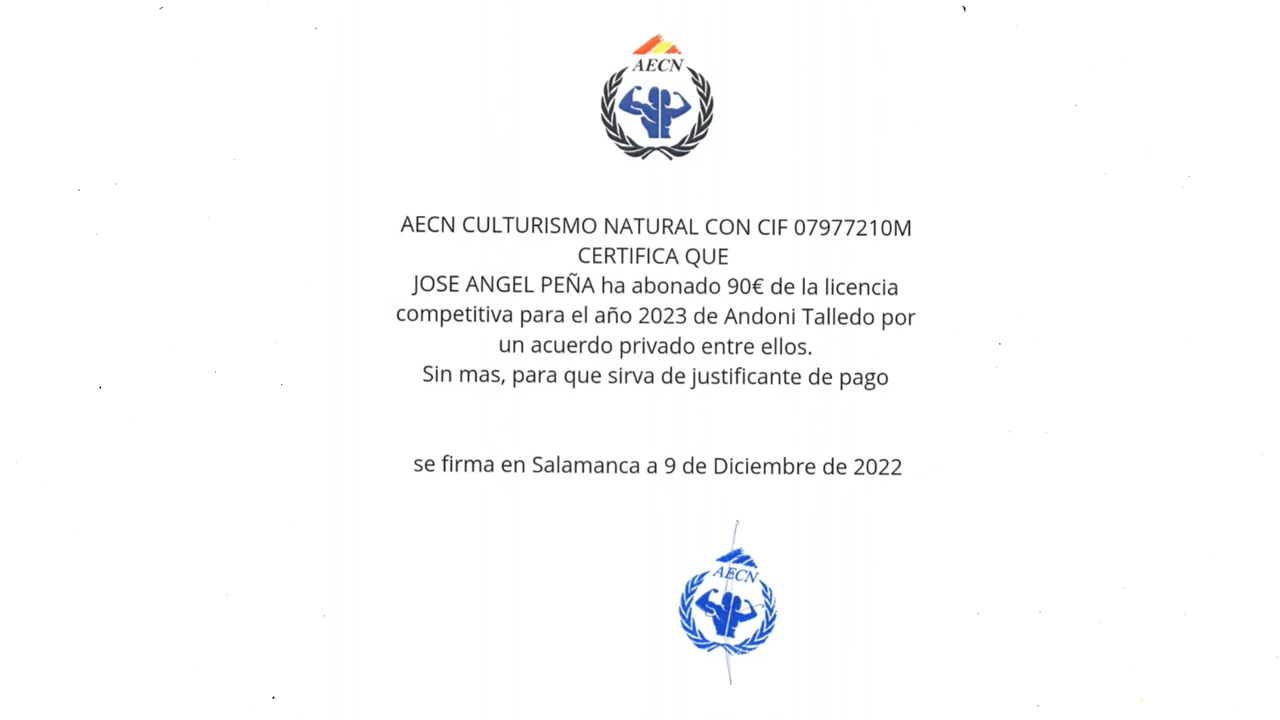 AECN
AECN CULTURISMO NATURAL CON CIF 07977210M
CERTIFICA QUE
JOSE ANGEL PEÑA ha abonado 90€ de la licencia
competitiva para el año 2023 de Andoni Talledo por
un acuerdo privado entre ellos.
Sin mas, para que sirva de justificante de pago
se firma en Salamanca a 9 de Diciembre de 2022
AECN